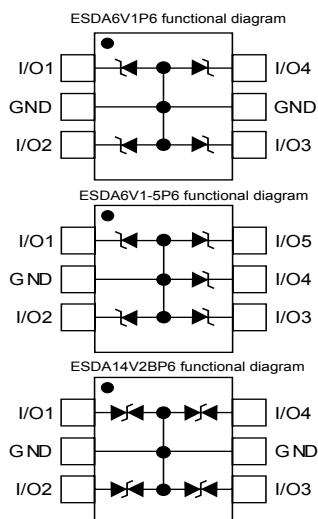 ESDA6V1P6 functional diagram
I/O1 I/O4
GND GND
I/O2 I/O3
ESDA6V1-5P6 functional diagram
I/O1 I/O5
GND I/O4
I/O2 I/O3
ESDA14V2BP6 functional diagram
I/O1 I/O4
GND GND
I/O2 I/O3